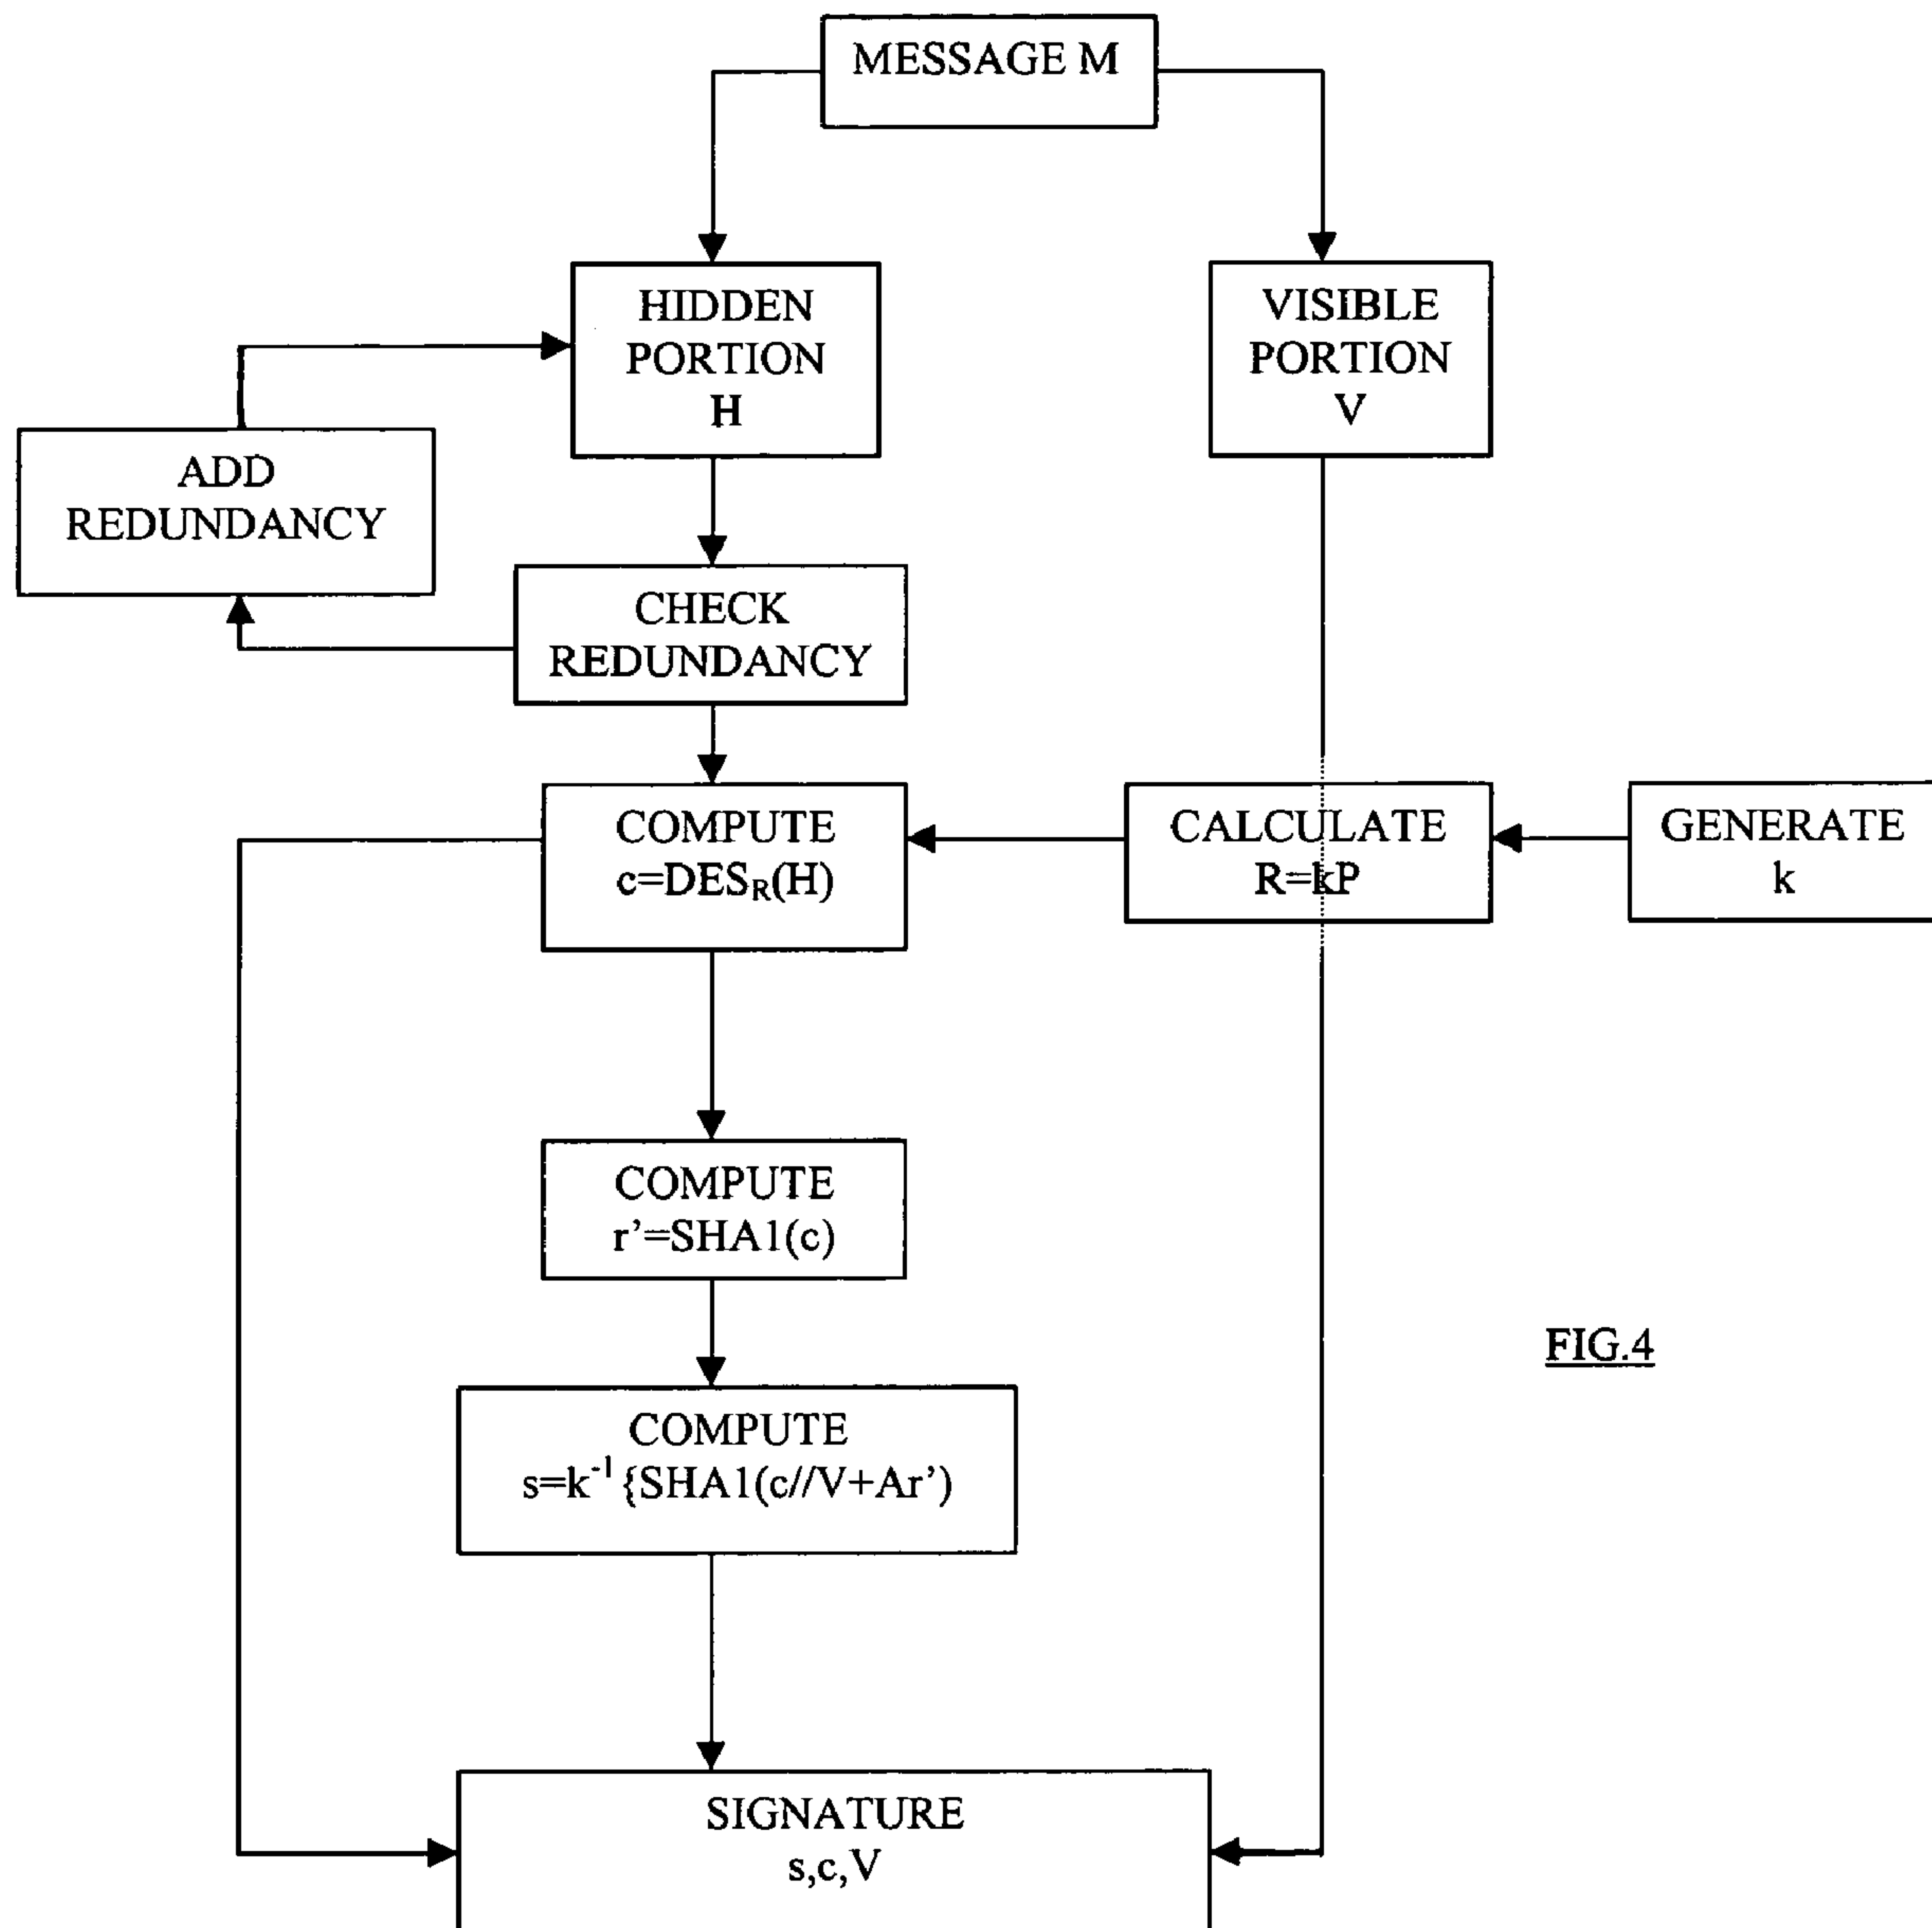 MESSAGE M
HIDDEN
PORTION
H
VISIBLE
PORTION
V
ADD
REDUNDANCY
CHECK
REDUNDANCY
COMPUTE
c=DES_R(H)
CALCULATE
R=kP
GENERATE
k
COMPUTE
r’=SHA1(c)
COMPUTE
s=k⁻¹{SHA1(c//V+Ar’)
FIG.4
SIGNATURE
s,c,V